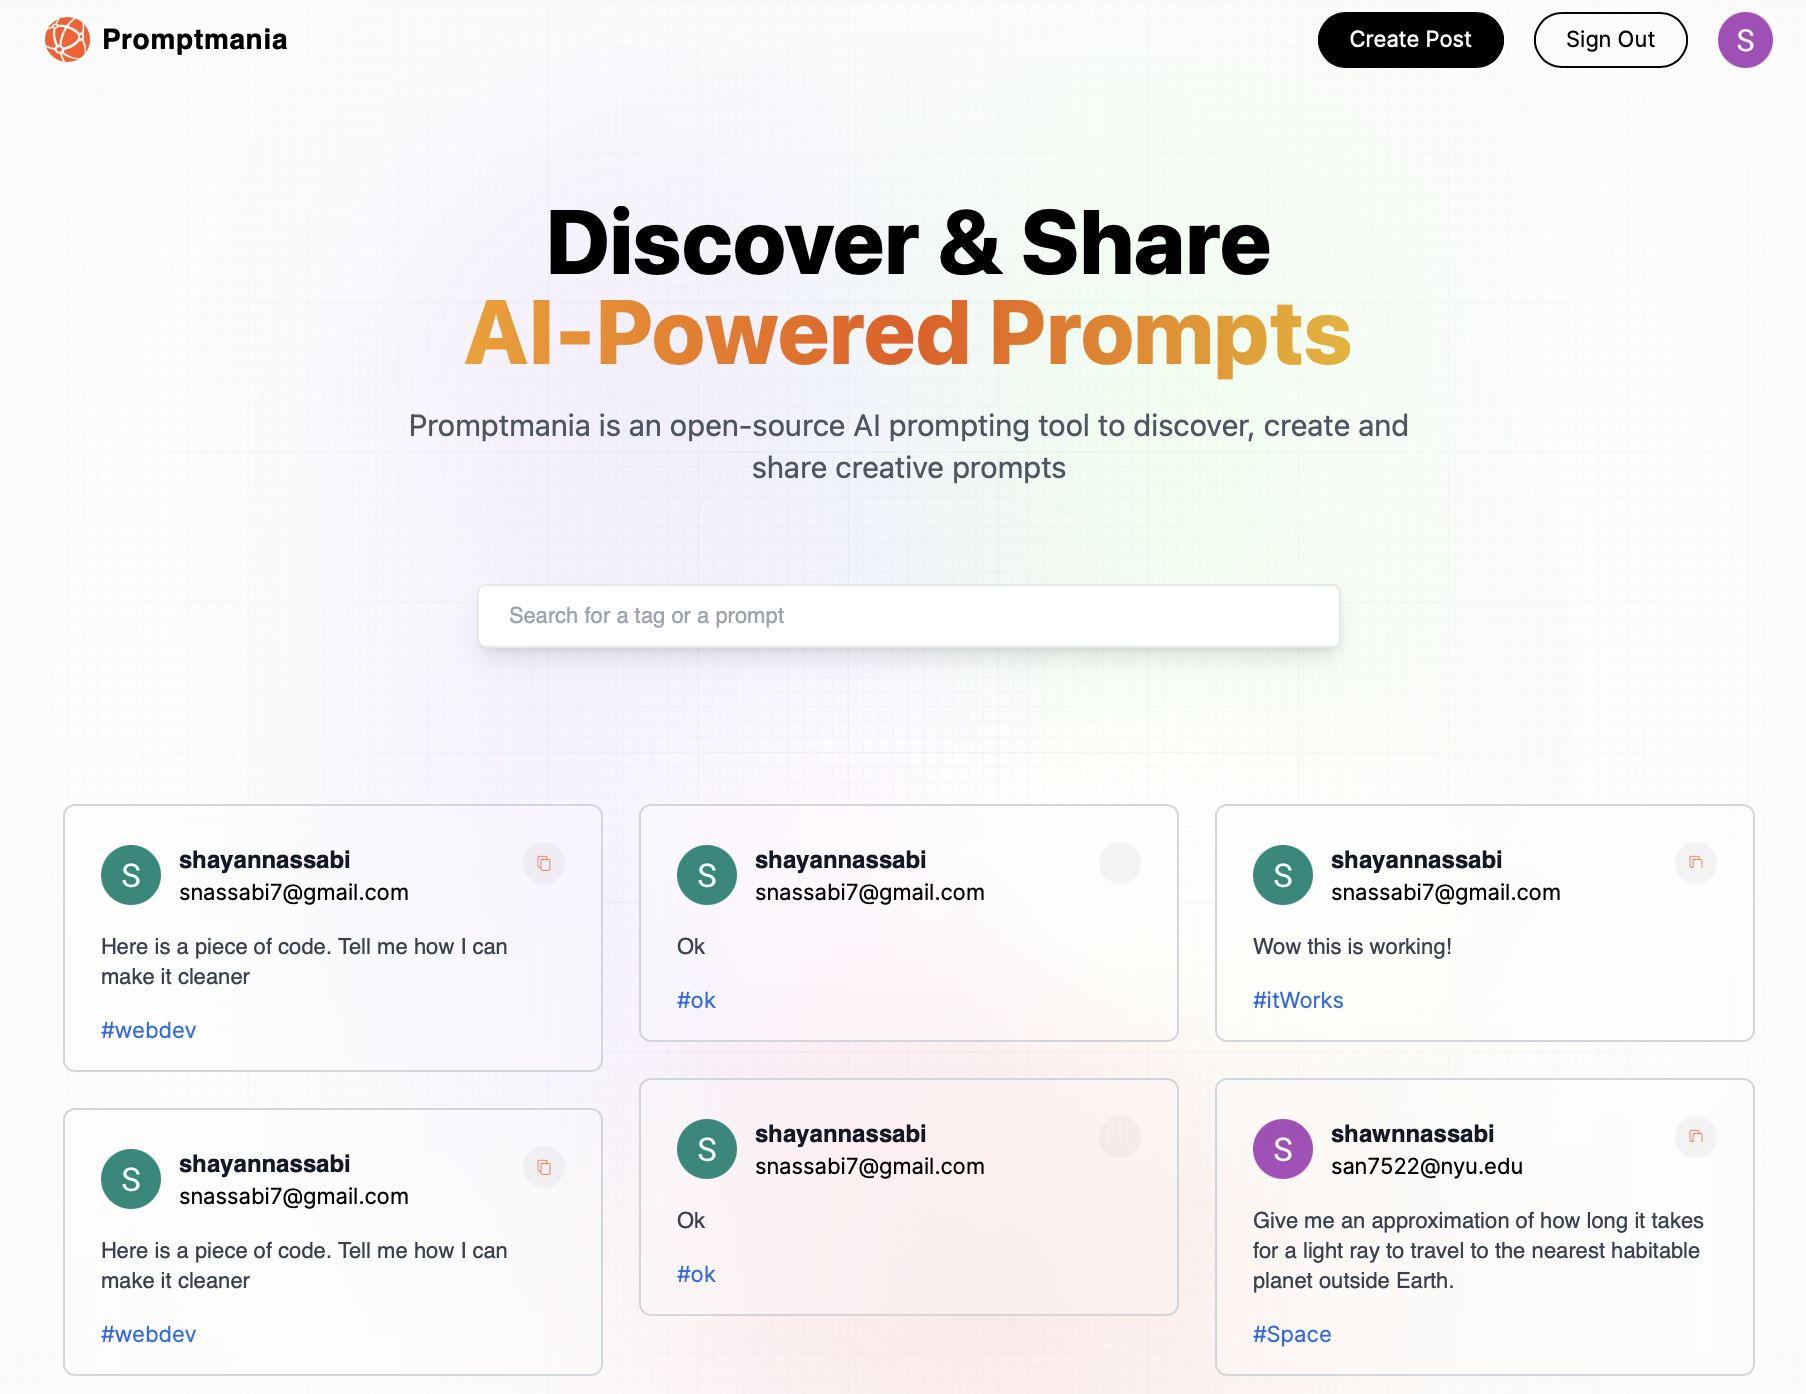 Promptmania
Create Post
Sign Out
S
Discover & Share
AI-Powered Prompts
Promptmania is an open-source AI prompting tool to discover, create and
share creative prompts
Search for a tag or a prompt
S
shayannassabi
snassabi7@gmail.com
Here is a piece of code. Tell me how I can
make it cleaner
#webdev
S
shayannassabi
snassabi7@gmail.com
Here is a piece of code. Tell me how I can
make it cleaner
#webdev
S
shayannassabi
snassabi7@gmail.com
Ok
#ok
S
shayannassabi
snassabi7@gmail.com
Ok
#ok
S
shayannassabi
snassabi7@gmail.com
Wow this is working!
#itWorks
S
shawnnassabi
san7522@nyu.edu
Give me an approximation of how long it takes
for a light ray to travel to the nearest habitable
planet outside Earth.
#Space